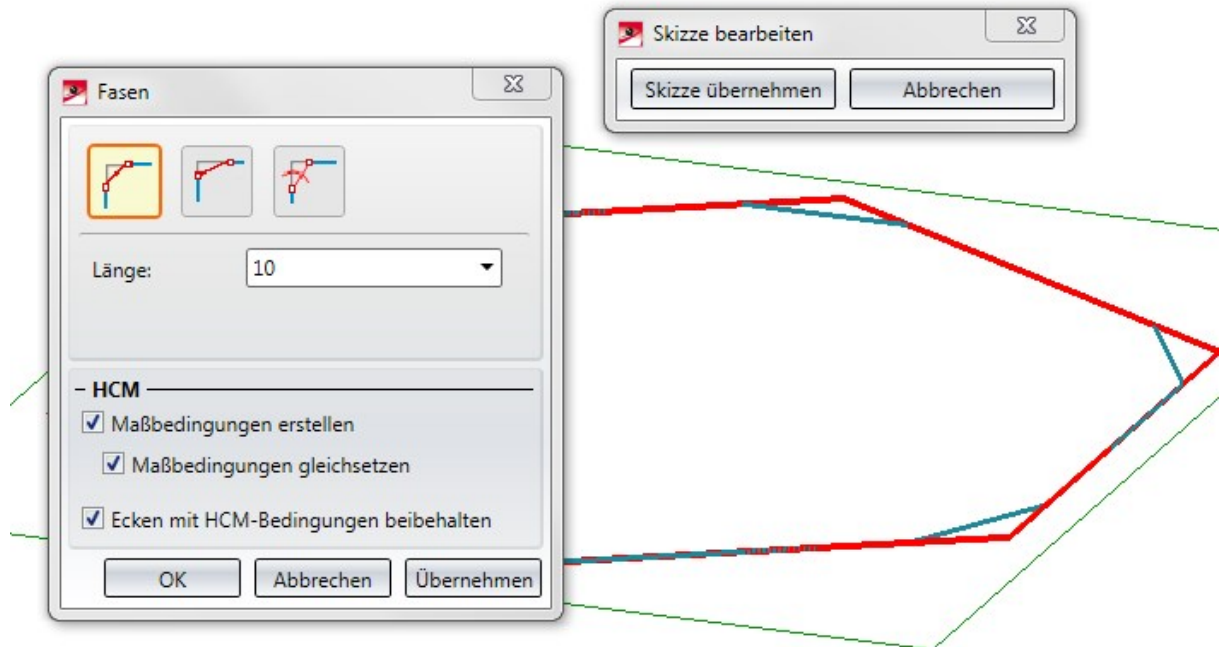 Skizze bearbeiten
Skizze übernehmen Abbrechen
Fasen
Länge: 10
HCM
Maßbedingungen erstellen
Maßbedingungen gleichsetzen
Ecken mit HCM-Bedingungen beibehalten
OK Abbrechen Übernehmen